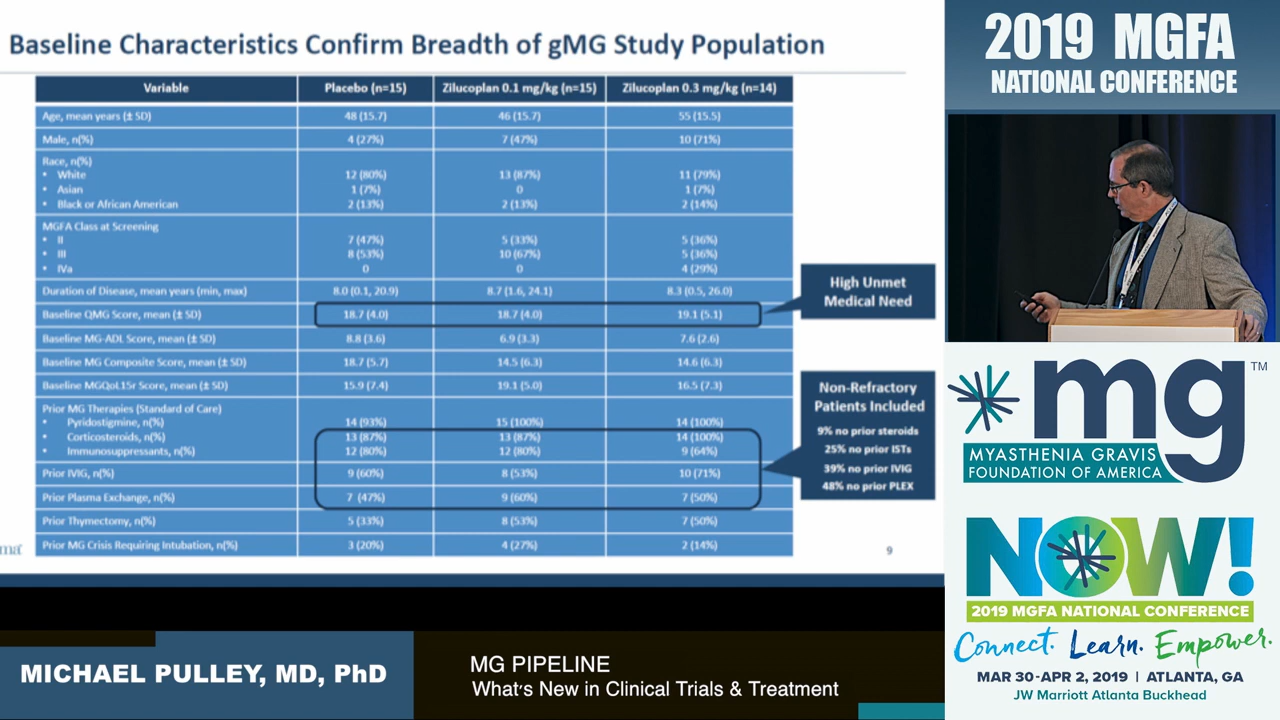 Baseline Characteristics Confirm Breadth of gMG Study Population
Variable Placebo (n=15) Zilucoplan 0.1 mg/kg (n=15) Zilucoplan 0.3 mg/kg (n=14)
Age, mean years (± SD) 48 (15.7) 46 (15.7) 55 (15.5)
Male, n(%) 4 (27%) 7 (47%) 10 (71%)
Race, n(%)
• White 12 (80%) 13 (87%) 11 (79%)
• Asian 1 (7%) 0 1 (7%)
• Black or African American 2 (13%) 2 (13%) 2 (14%)
MGFA Class at Screening
• II 7 (47%) 5 (33%) 5 (36%)
• III 8 (53%) 10 (67%) 5 (36%)
• IVa 0 0 4 (29%)
Duration of Disease, mean years (min, max) 8.0 (0.1, 20.9) 8.7 (1.6, 24.1) 8.3 (0.5, 26.0)
Baseline QMG Score, mean (± SD) 18.7 (4.0) 18.7 (4.0) 19.1 (5.1)
Baseline MG-ADL Score, mean (± SD) 8.8 (3.6) 6.9 (3.3) 7.6 (2.6)
Baseline MG Composite Score, mean (± SD) 18.7 (5.7) 14.5 (6.3) 14.6 (6.3)
Baseline MGQoL15r Score, mean (± SD) 15.9 (7.4) 19.1 (5.0) 16.5 (7.3)
Prior MG Therapies (Standard of Care)
• Pyridostigmine, n(%) 14 (93%) 15 (100%) 14 (100%)
• Corticosteroids, n(%) 13 (87%) 13 (87%) 14 (100%)
• Immunosuppressants, n(%) 12 (80%) 12 (80%) 9 (64%)
Prior IVIG, n(%) 9 (60%) 8 (53%) 10 (71%)
Prior Plasma Exchange, n(%) 7 (47%) 9 (60%) 7 (50%)
Prior Thymectomy, n(%) 5 (33%) 8 (53%) 7 (50%)
Prior MG Crisis Requiring Intubation, n(%) 3 (20%) 4 (27%) 2 (14%)
High Unmet
Medical Need
Non-Refractory
Patients Included
9% no prior steroids
25% no prior ISTs
39% no prior IVIG
48% no prior PLEX
9
2019 MGFA
NATIONAL CONFERENCE
mg TM
MYASTHENIA GRAVIS
FOUNDATION OF AMERICA
NOW!
2019 MGFA NATIONAL CONFERENCE
Connect. Learn. Empower.
MAR 30-APR 2, 2019 | ATLANTA, GA
JW Marriott Atlanta Buckhead
MICHAEL PULLEY, MD, PhD
MG PIPELINE
What's New in Clinical Trials & Treatment